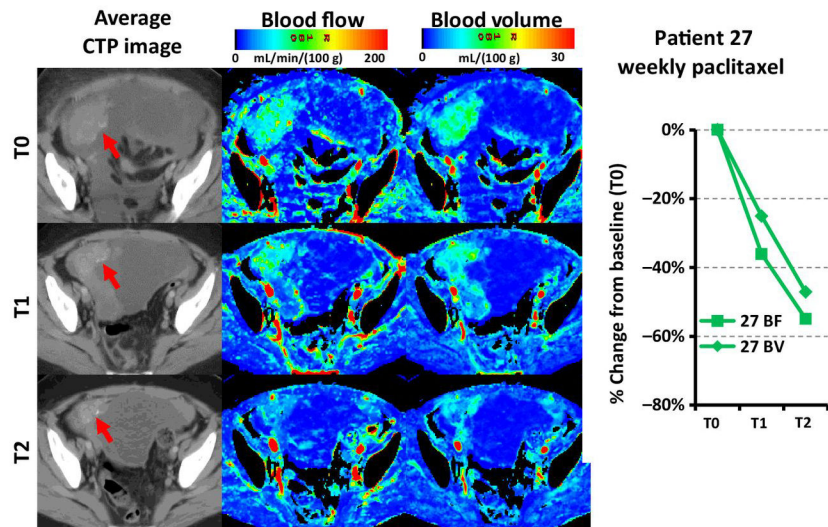 Average
CTP image
Blood flow
0 mL/min/(100 g) 200
Blood volume
0 mL/(100 g) 30
Patient 27
weekly paclitaxel
T0
T1
T2
% Change from baseline (T0)
0%
−20%
−40%
−60%
−80%
27 BF
27 BV
T0 T1 T2